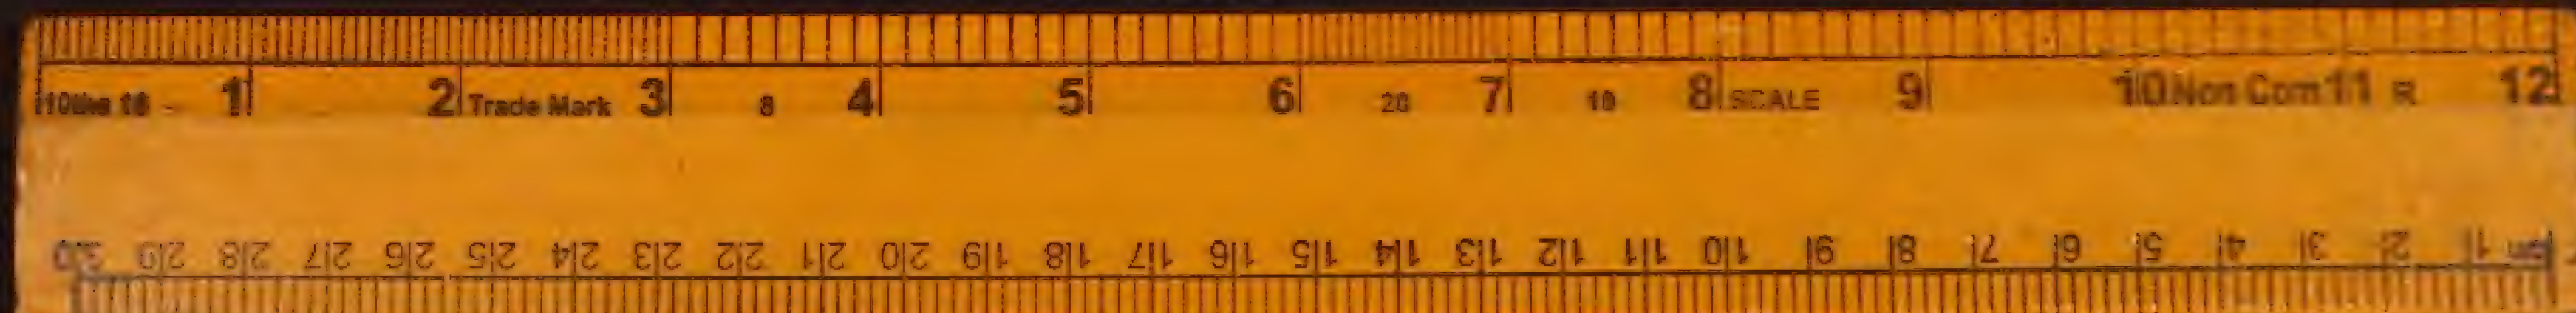 10ths 16 1 2 Trade Mark 3 8 4 5 6 20 7 10 8 SCALE 9 10 Non Com 11 R 12
cm 1 2 3 4 5 6 7 8 9 10 11 12 13 14 15 16 17 18 19 20 21 22 23 24 25 26 27 28 29 30